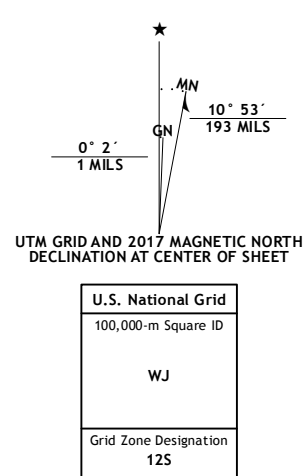 ★
MN
GN
10° 53´
193 MILS
0° 2´
1 MILS
UTM GRID AND 2017 MAGNETIC NORTH
DECLINATION AT CENTER OF SHEET
U.S. National Grid
100,000-m Square ID
WJ
Grid Zone Designation
12S